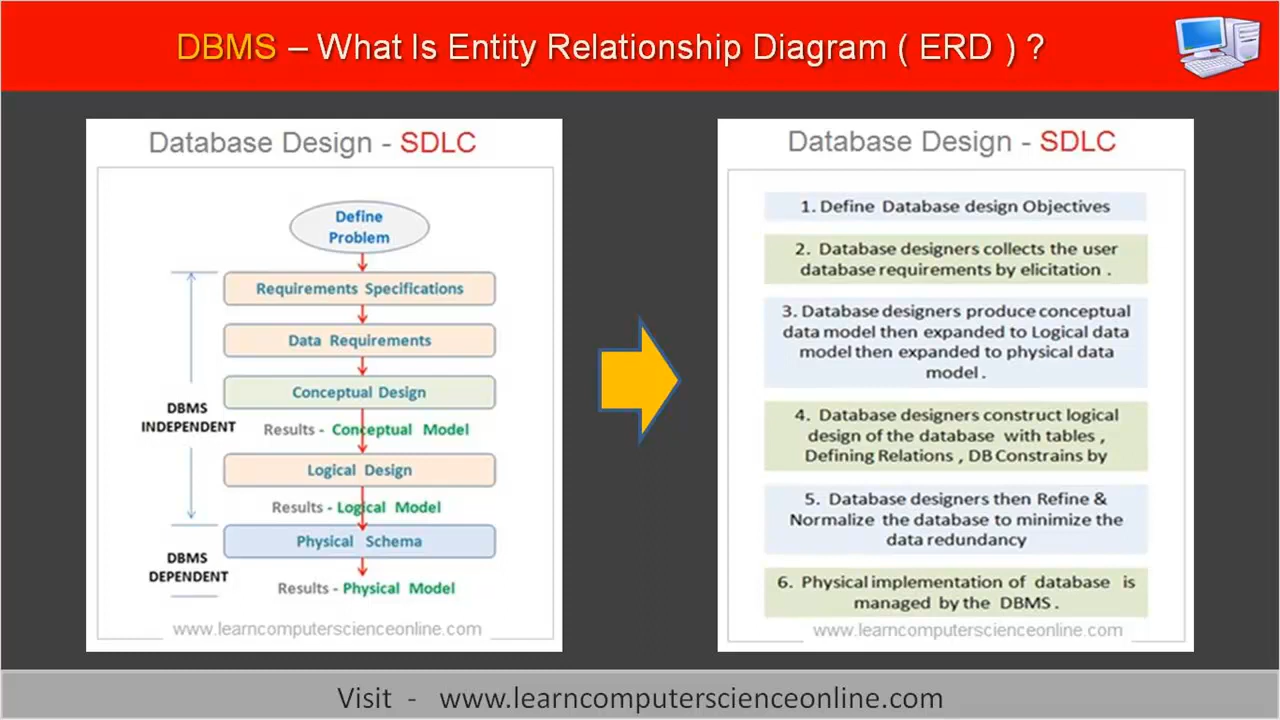 DBMS – What Is Entity Relationship Diagram ( ERD ) ?
Database Design - SDLC
Define
Problem
Requirements Specifications
Data Requirements
Conceptual Design
Results - Conceptual Model
Logical Design
Results - Logical Model
Physical Schema
Results - Physical Model
DBMS
INDEPENDENT
DBMS
DEPENDENT
www.learncomputerscienceonline.com
Database Design - SDLC
1. Define Database design Objectives
2. Database designers collects the user
database requirements by elicitation .
3. Database designers produce conceptual
data model then expanded to Logical data
model then expanded to physical data
model .
4. Database designers construct logical
design of the database with tables ,
Defining Relations , DB Constrains by
5. Database designers then Refine &
Normalize the database to minimize the
data redundancy
6. Physical implementation of database is
managed by the DBMS .
www.learncomputerscienceonline.com
Visit - www.learncomputerscienceonline.com